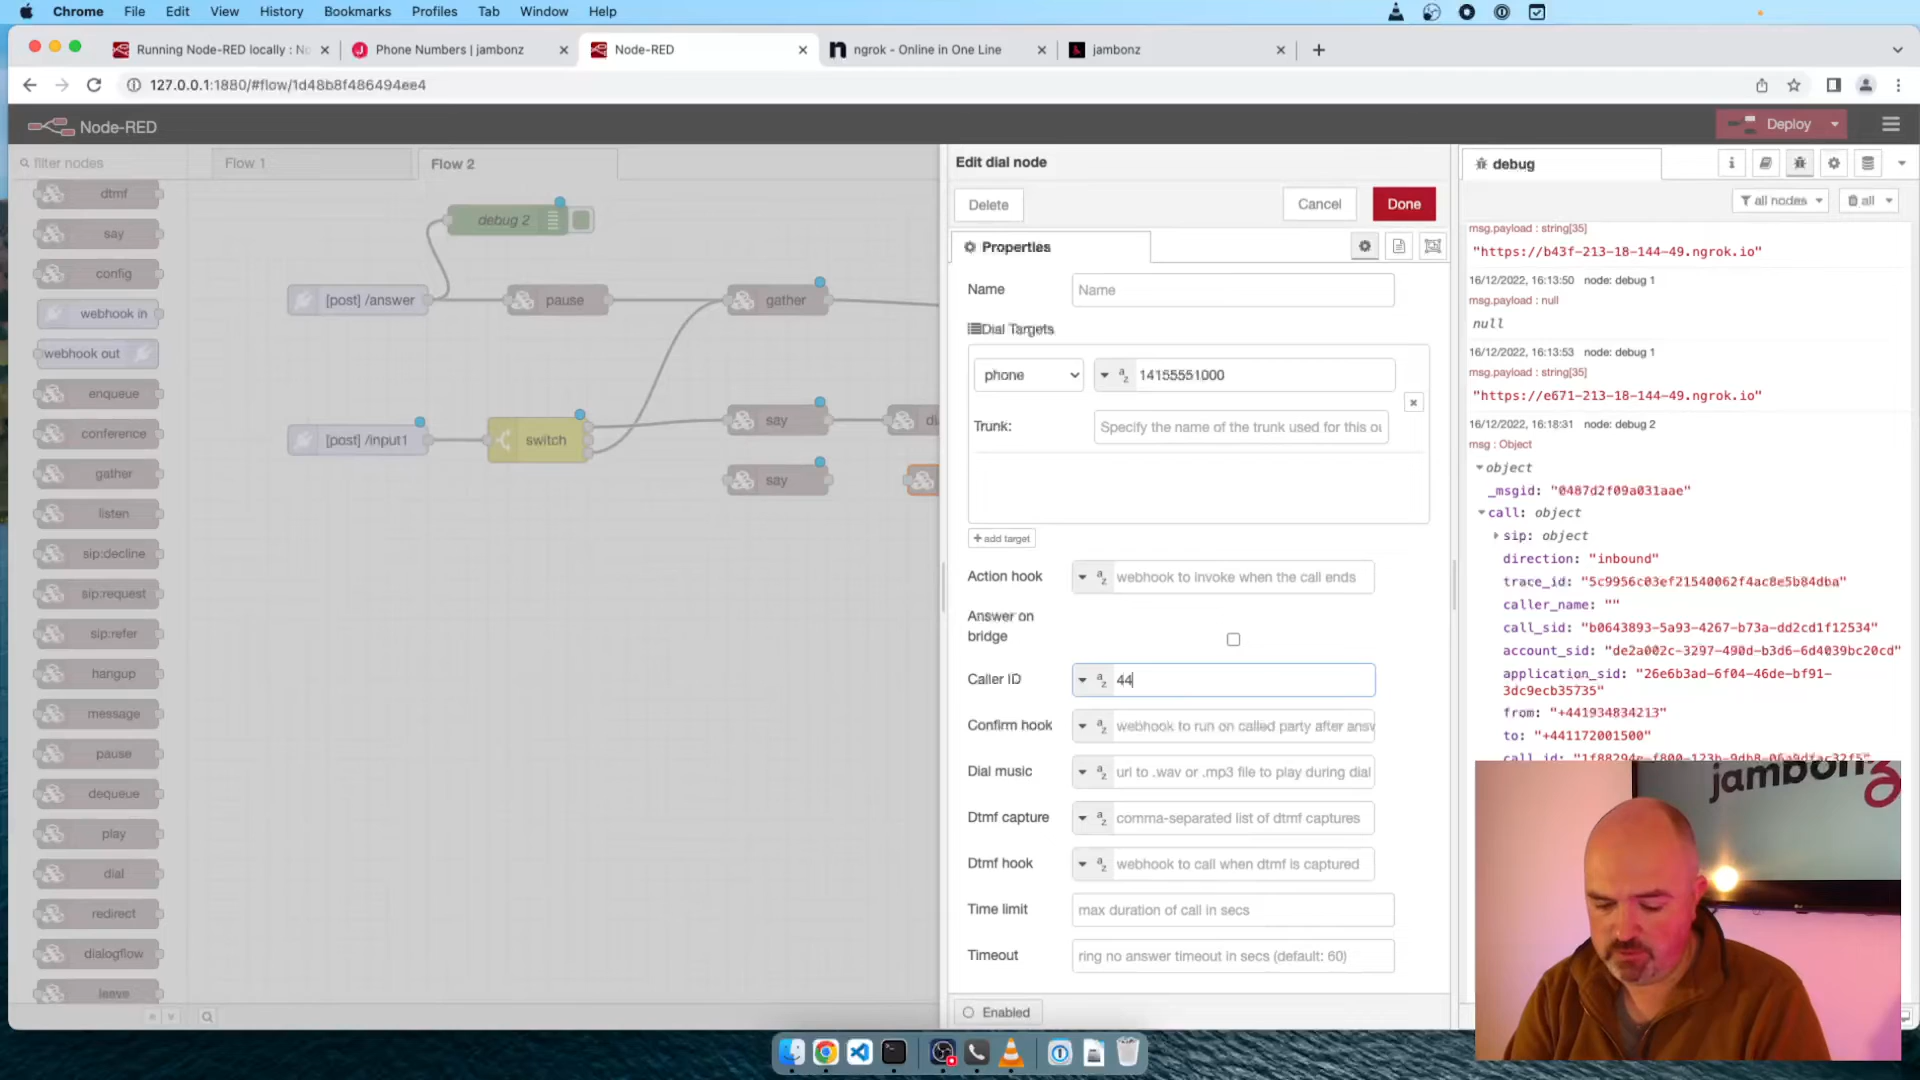 Chrome File Edit View History Bookmarks Profiles Tab Window Help
Running Node-RED locally : No
Phone Numbers | jambonz
Node-RED
ngrok - Online in One Line
jambonz
127.0.0.1:1880/#flow/1d48b8f486494ee4
Node-RED
Deploy
filter nodes
Flow 1
Flow 2
dtmf
say
config
webhook in
webhook out
enqueue
conference
gather
listen
sip:decline
sip:request
sip:refer
hangup
message
pause
dequeue
play
dial
redirect
dialogflow
leave
debug 2
[post] /answer
pause
gather
[post] /input1
switch
say
di
say
Edit dial node
Delete
Cancel
Done
Properties
Name
Name
Dial Targets
phone
14155551000
Trunk:
Specify the name of the trunk used for this ou
add target
Action hook
webhook to invoke when the call ends
Answer on
bridge
Caller ID
44
Confirm hook
webhook to run on called party after answ
Dial music
url to .wav or .mp3 file to play during dial
Dtmf capture
comma-separated list of dtmf captures
Dtmf hook
webhook to call when dtmf is captured
Time limit
max duration of call in secs
Timeout
ring no answer timeout in secs (default: 60)
Enabled
debug
all nodes
all
msg.payload : string[35]
"https://b43f-213-18-144-49.ngrok.io"
16/12/2022, 16:13:50 node: debug 1
msg.payload : null
null
16/12/2022, 16:13:53 node: debug 1
msg.payload : string[35]
"https://e671-213-18-144-49.ngrok.io"
16/12/2022, 16:18:31 node: debug 2
msg : Object
object
_msgid: "0487d2f09a031aae"
call: object
sip: object
direction: "inbound"
trace_id: "5c9956c03ef21540062f4ac8e5b84dba"
caller_name: ""
call_sid: "b0643893-5a93-4267-b73a-dd2cd1f12534"
account_sid: "de2a002c-3297-490d-b3d6-6d4039bc20cd"
application_sid: "26e6b3ad-6f04-46de-bf91-
3dc9ecb35735"
from: "+441934834213"
to: "+441172001500"
jambonz